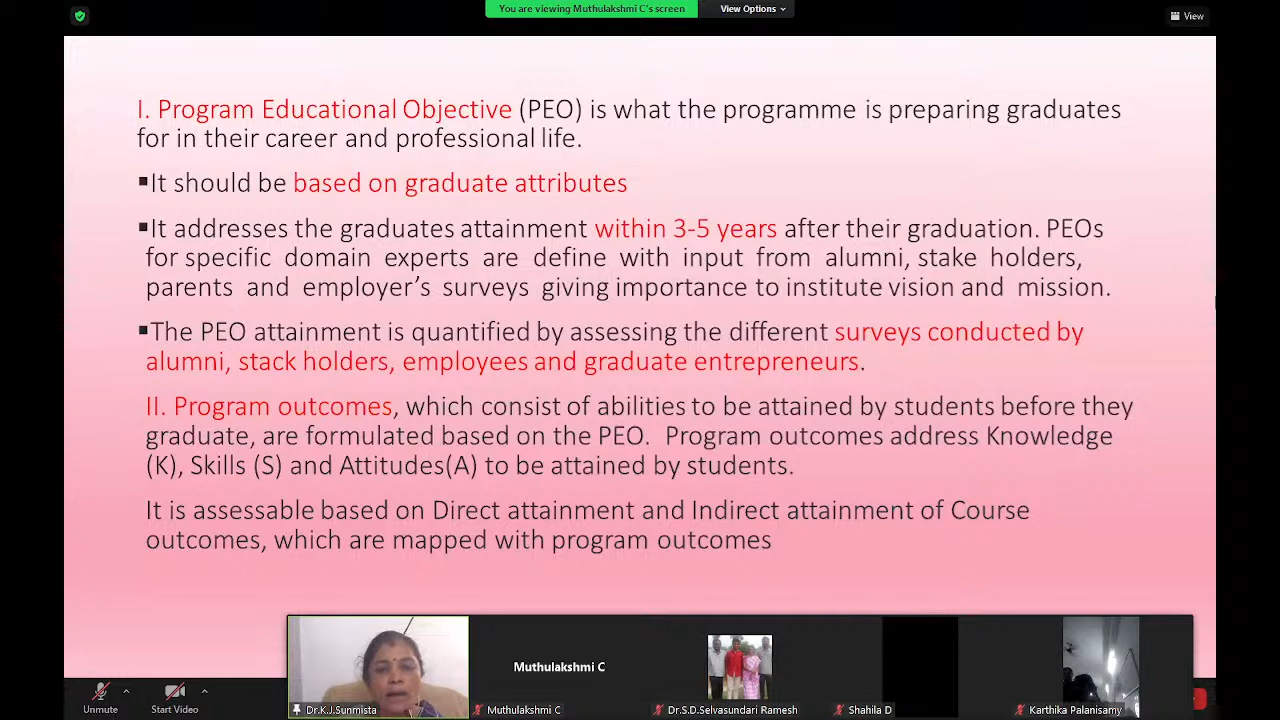 You are viewing Muthulakshmi C's screen
View Options
View
I. Program Educational Objective (PEO) is what the programme is preparing graduates
for in their career and professional life.
▪It should be based on graduate attributes
▪It addresses the graduates attainment within 3-5 years after their graduation. PEOs
for specific domain experts are define with input from alumni, stake holders,
parents and employer's surveys giving importance to institute vision and mission.
▪The PEO attainment is quantified by assessing the different surveys conducted by
alumni, stack holders, employees and graduate entrepreneurs.
II. Program outcomes, which consist of abilities to be attained by students before they
graduate, are formulated based on the PEO. Program outcomes address Knowledge
(K), Skills (S) and Attitudes(A) to be attained by students.
It is assessable based on Direct attainment and Indirect attainment of Course
outcomes, which are mapped with program outcomes
Muthulakshmi C
Unmute
Start Video
Dr.K.J.Sunmista
Muthulakshmi C
Dr.S.D.Selvasundari Ramesh
Shahila D
Karthika Palanisamy